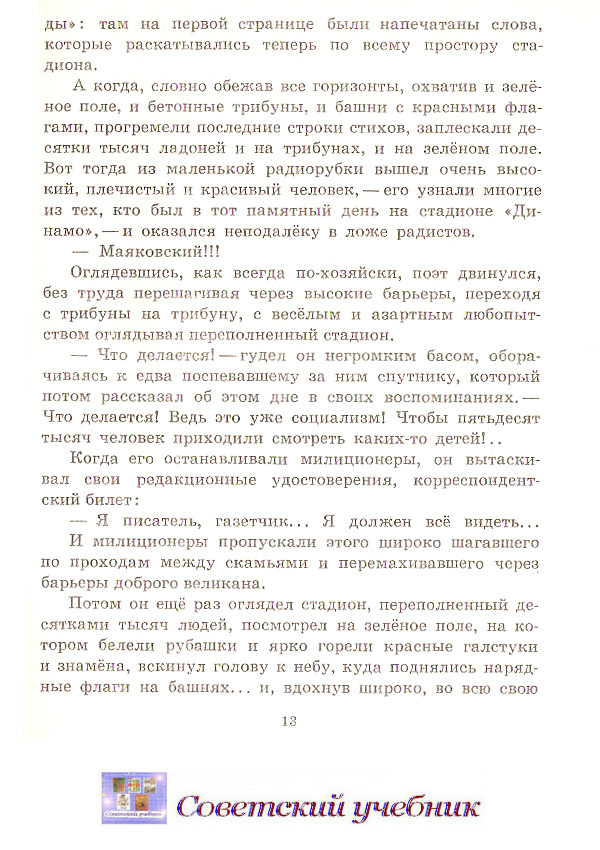 ды»: там на первой странице были напечатаны слова,
которые раскатывались теперь по всему простору ста-
диона.
А когда, словно обежав все горизонты, охватив и зелё-
ное поле, и бетонные трибуны, и башни с красными фла-
гами, прогремели последние строки стихов, заплескали де-
сятки тысяч ладоней и на трибунах, и на зелёном поле.
Вот тогда из маленькой радиорубки вышел очень высо-
кий, плечистый и красивый человек, — его узнали многие
из тех, кто был в тот памятный день на стадионе «Ди-
намо», — и оказался неподалёку в ложе радистов.
— Маяковский!!!
Оглядевшись, как всегда по-хозяйски, поэт двинулся,
без труда перешагивая через высокие барьеры, переходя
с трибуны на трибуну, с весёлым и азартным любопыт-
ством оглядывая переполненный стадион.
— Что делается! — гудел он негромким басом, обора-
чиваясь к едва поспевавшему за ним спутнику, который
потом рассказал об этом дне в своих воспоминаниях. —
Что делается! Ведь это уже социализм! Чтобы пятьдесят
тысяч человек приходили смотреть каких-то детей!..
Когда его останавливали милиционеры, он вытаски-
вал свои редакционные удостоверения, корреспондент-
ский билет:
— Я писатель, газетчик... Я должен всё видеть...
И милиционеры пропускали этого широко шагавшего
по проходам между скамьями и перемахивавшего через
барьеры доброго великана.
Потом он ещё раз оглядел стадион, переполненный де-
сятками тысяч людей, посмотрел на зелёное поле, на ко-
тором белели рубашки и ярко горели красные галстуки
и знамёна, вскинул голову к небу, куда поднялись наряд-
ные флаги на башнях... и, вдохнув широко, во всю свою
13
Советский учебник
Советский учебник